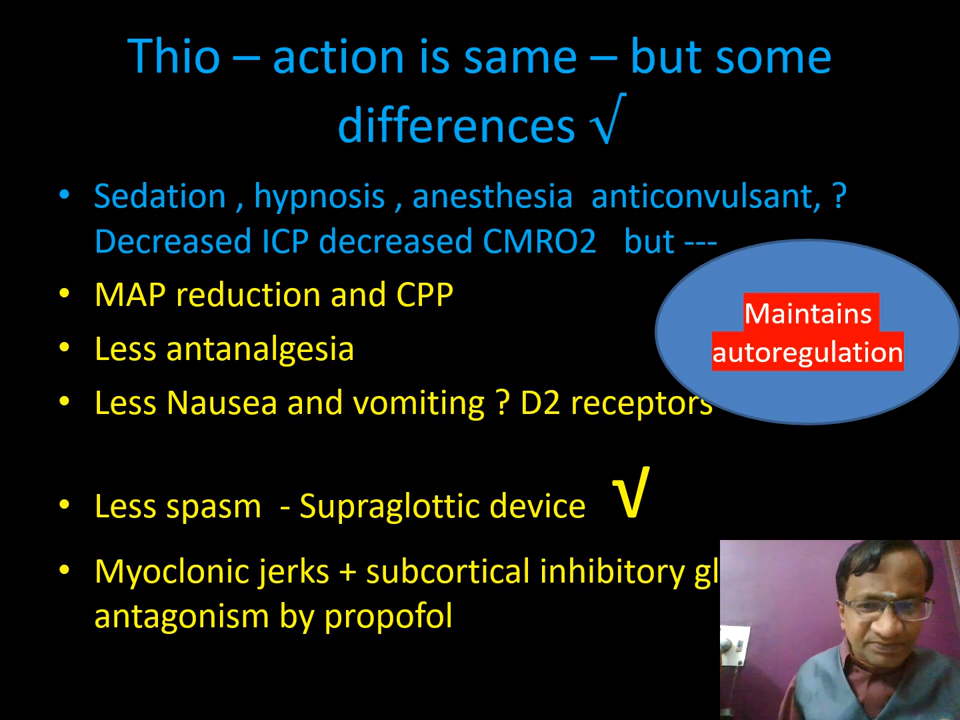 Thio – action is same – but some
differences √
• Sedation , hypnosis , anesthesia anticonvulsant, ?
Decreased ICP decreased CMRO2 but ---
• MAP reduction and CPP
Maintains
autoregulation
• Less antanalgesia
• Less Nausea and vomiting ? D2 receptors
• Less spasm - Supraglottic device √
• Myoclonic jerks + subcortical inhibitory
antagonism by propofol